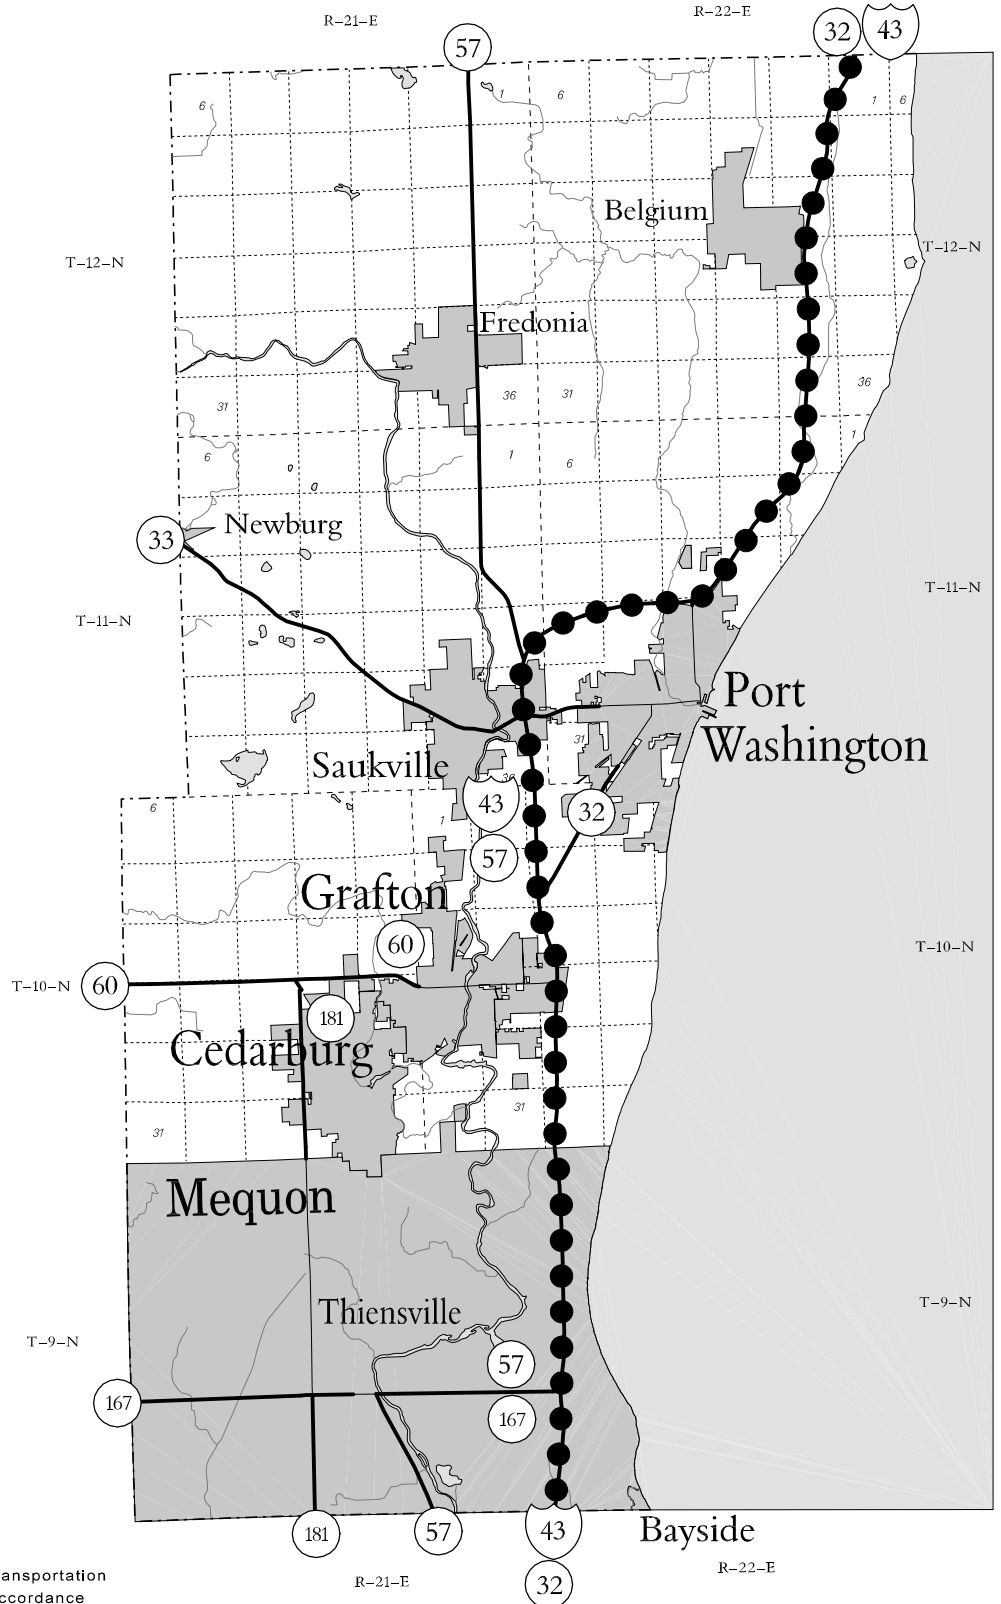 R–21–E
R–22–E
32
43
57
6
1
6
1
6
Belgium
T–12–N
T–12–N
Fredonia
36
31
36
31
1
1
6
6
Newburg
33
T–11–N
T–11–N
Port
Washington
31
Saukville
36
43
32
6
1
57
Grafton
60
T–10–N
T–10–N
60
181
Cedarburg
31
31
Mequon
Thiensville
T–9–N
T–9–N
57
167
167
181
57
43
Bayside
32
R–21–E
R–22–E
ansportation
ccordance